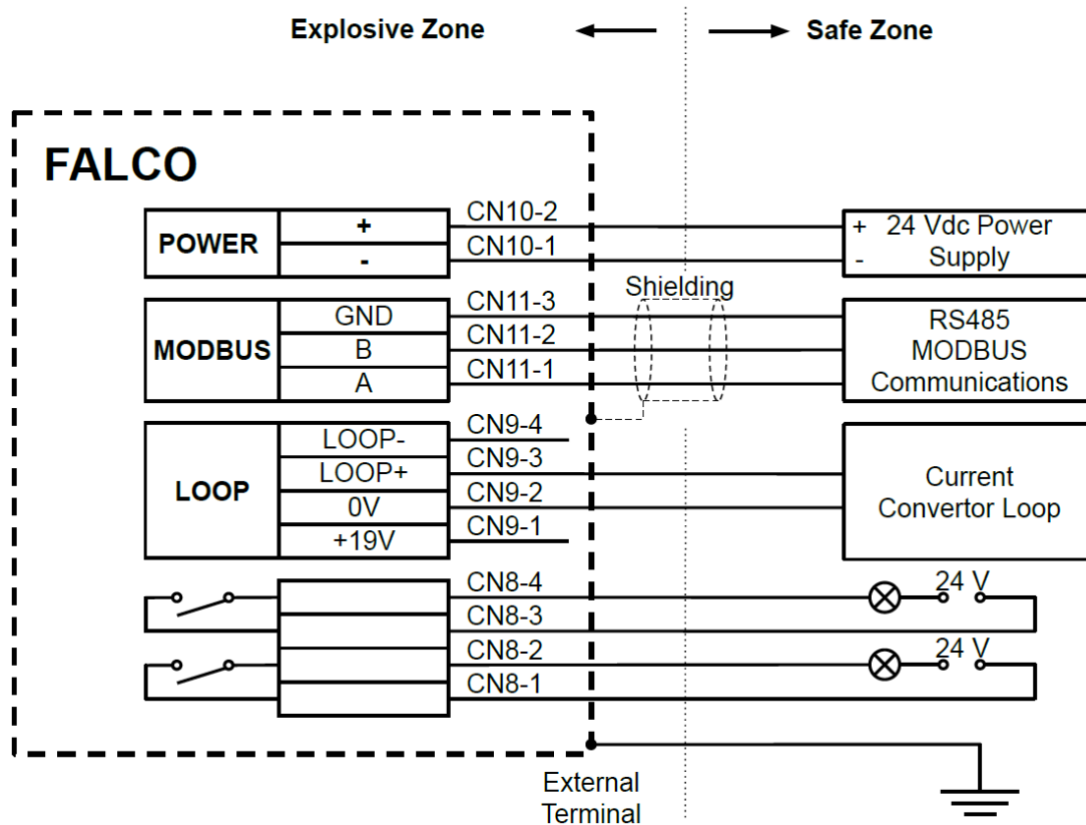 Explosive Zone
Safe Zone
FALCO
POWER
+
-
CN10-2
CN10-1
+ 24 Vdc Power
- Supply
Shielding
MODBUS
GND
B
A
CN11-3
CN11-2
CN11-1
RS485
MODBUS
Communications
LOOP
LOOP-
LOOP+
0V
+19V
CN9-4
CN9-3
CN9-2
CN9-1
Current
Convertor Loop
CN8-4
CN8-3
CN8-2
CN8-1
24 V
24 V
External
Terminal